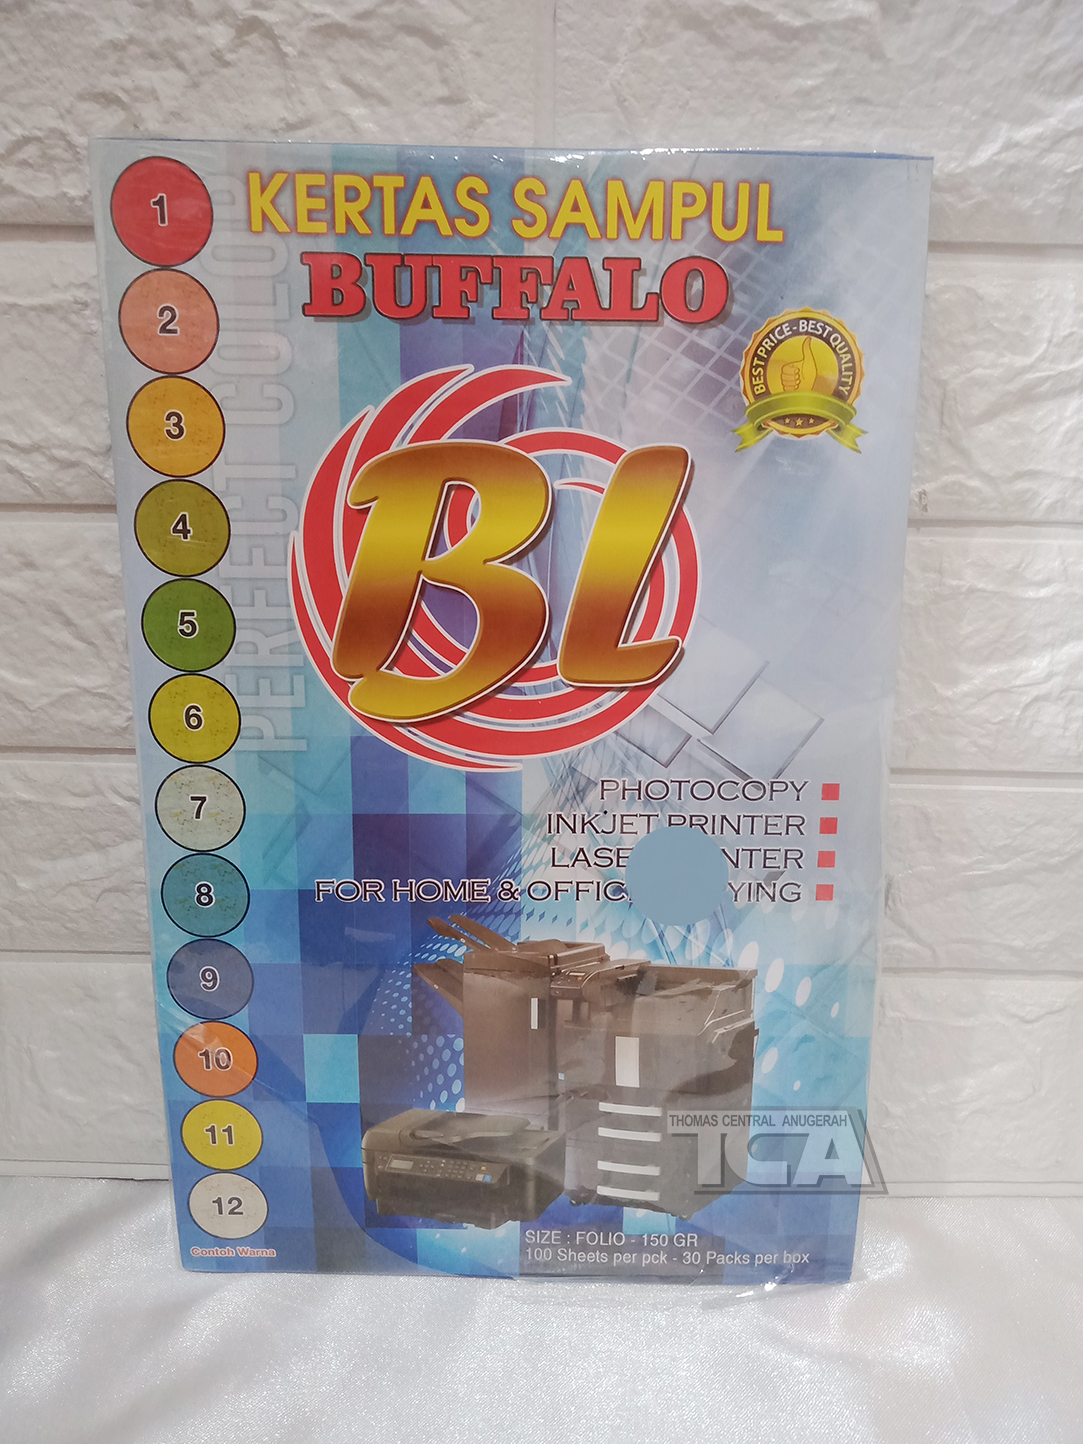 KERTAS SAMPUL
BUFFALO
BEST PRICE - BEST QUALITY
PERFECT COLOR
BL
1
2
3
4
5
6
7
8
9
10
11
12
Contoh Warna
PHOTOCOPY
INKJET PRINTER
FOR HOME &
THOMAS CENTRAL ANUGERAH
TCA
SIZE : FOLIO - 150 GR
100 Sheets per pck - 30 Packs per box